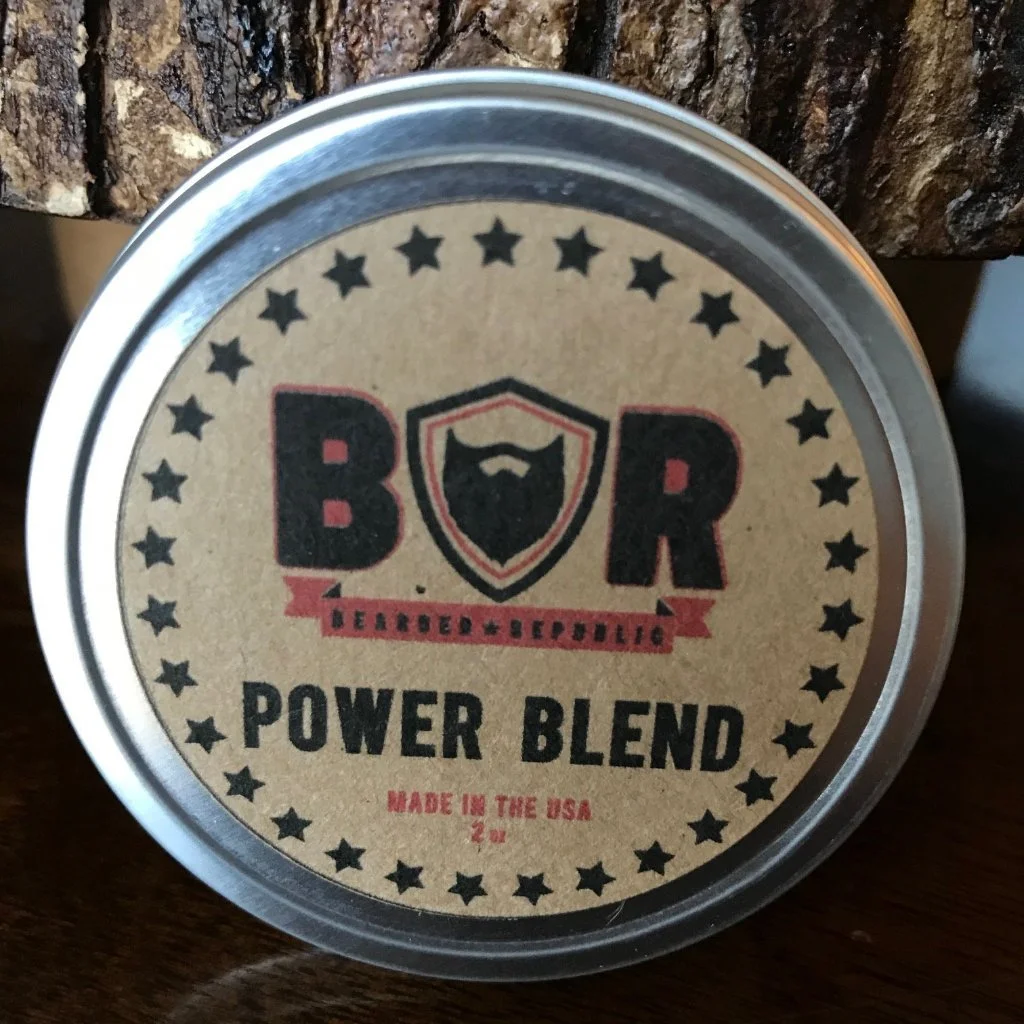 B R
BEARDED ★ REPUBLIC
POWER BLEND
MADE IN THE USA
2 oz